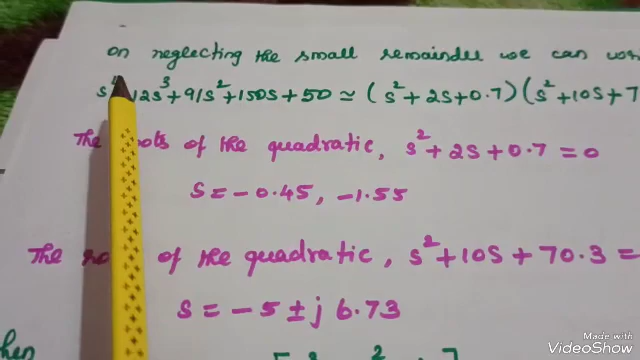 on neglecting the small remainder we can
s⁴ 12s³ + 91s² + 150s + 50 ≃ (s² + 2s + 0.7) (s² + 10s + 7
The roots of the quadratic, s² + 2s + 0.7 = 0
s = - 0.45, -1.55
The of the quadratic, s² + 10s + 70.3 =
s = - 5 ± j 6.73
Made With
VideoShow